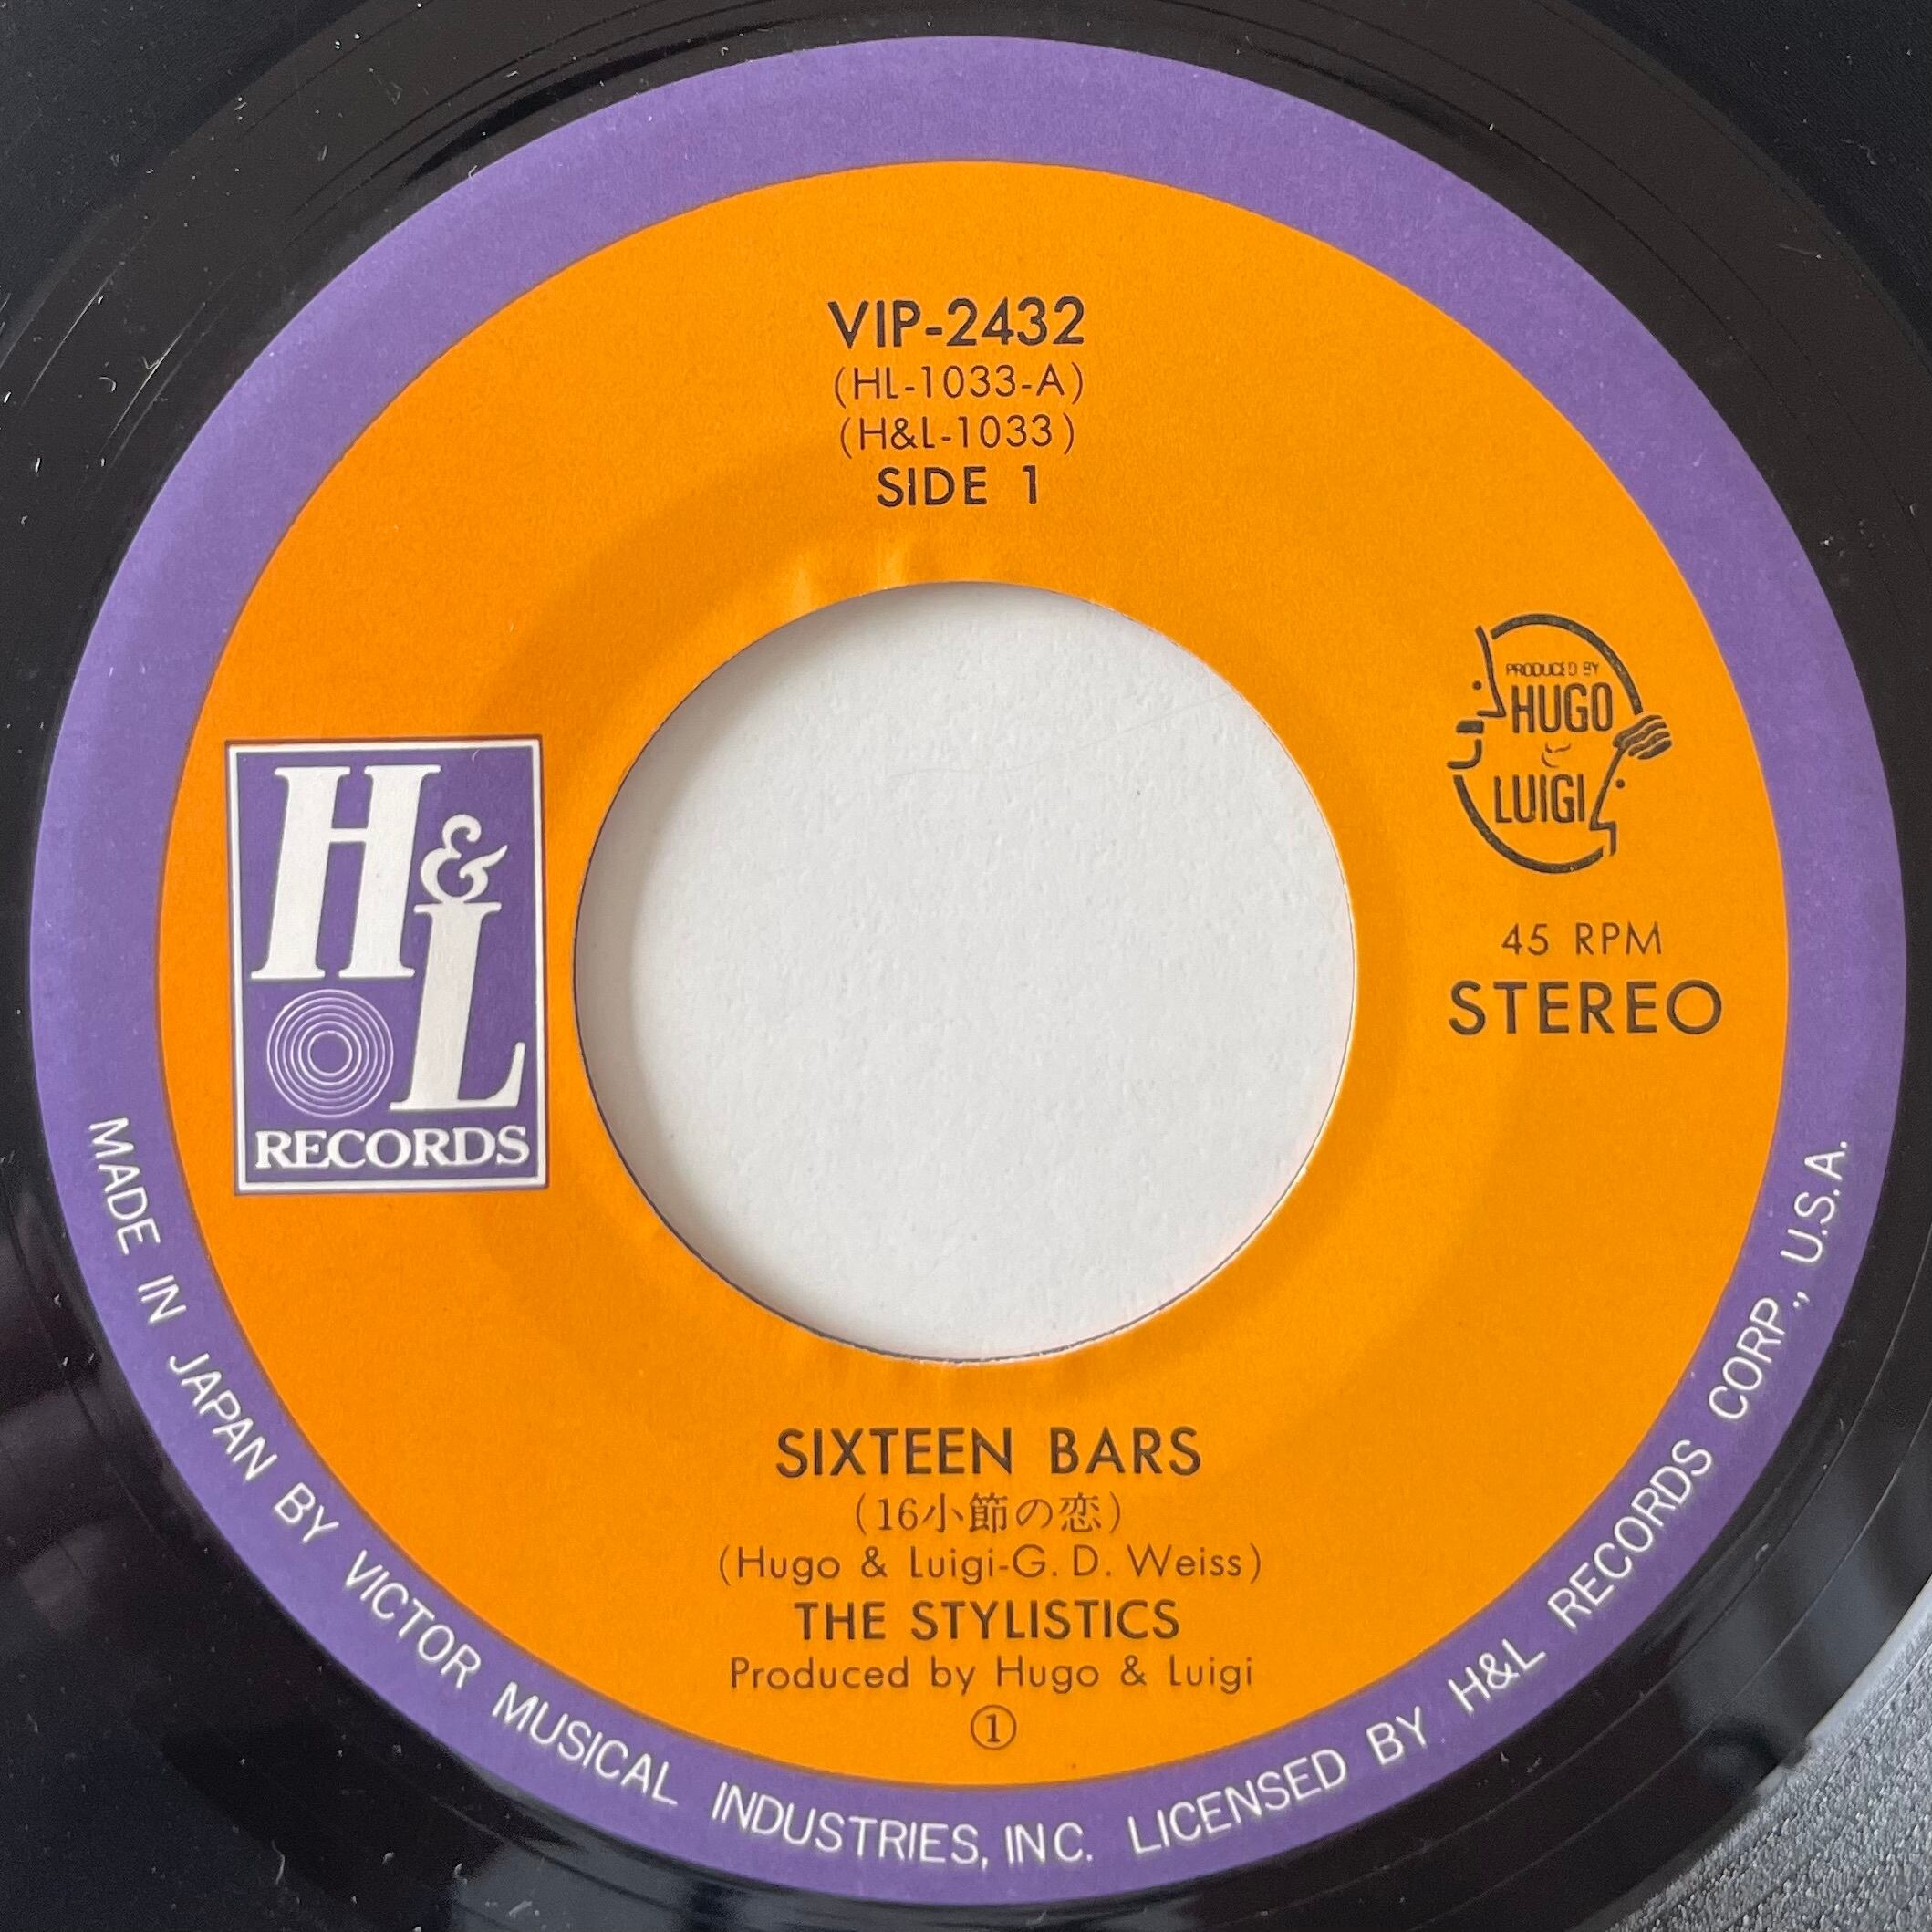 VIP-2432
(HL-1033-A)
(H&L-1033)
SIDE 1
PRODUCED BY
HUGO
&
LUIGI
H&L
RECORDS
45 RPM
STEREO
SIXTEEN BARS
(16小節の恋)
(Hugo & Luigi-G. D. Weiss)
THE STYLISTICS
Produced by Hugo & Luigi
①
MADE IN JAPAN BY VICTOR MUSICAL INDUSTRIES, INC. LICENSED BY H&L RECORDS CORP., U.S.A.